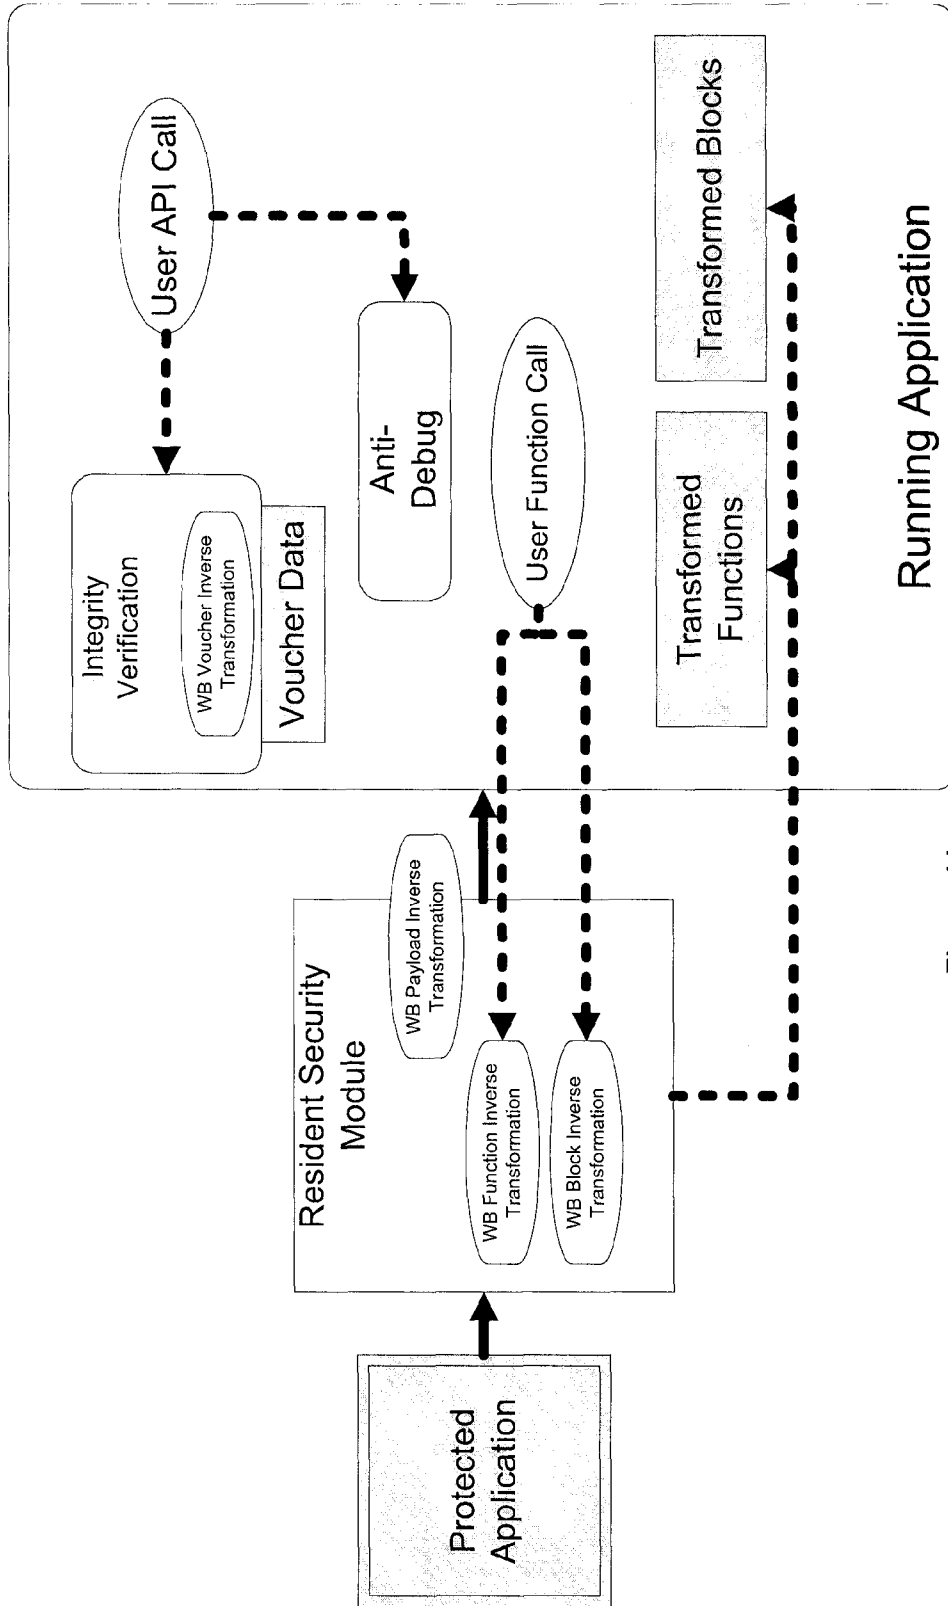 Protected
Application
Resident Security
Module
WB Payload Inverse
Transformation
WB Function Inverse
Transformation
WB Block Inverse
Transformation
Integrity
Verification
WB Voucher Inverse
Transformation
Voucher Data
User API Call
Anti-
Debug
User Function Call
Transformed
Functions
Transformed Blocks
Running Application